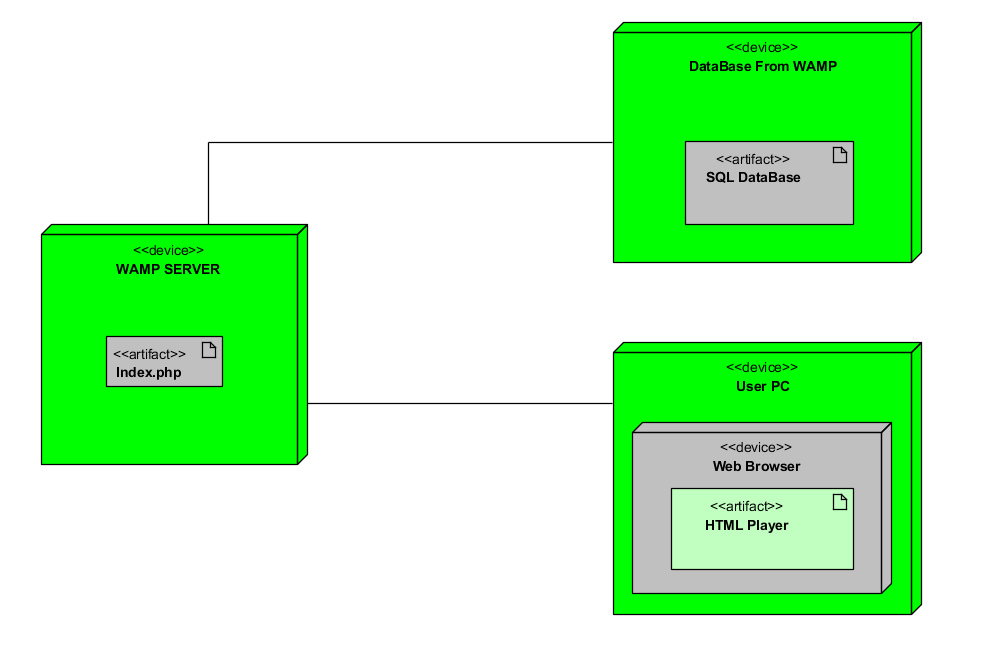 <<device>>
DataBase From WAMP
<<artifact>>
SQL DataBase
<<device>>
WAMP SERVER
<<artifact>>
Index.php
<<device>>
User PC
<<device>>
Web Browser
<<artifact>>
HTML Player